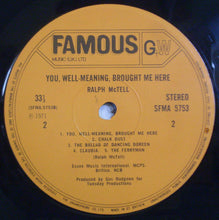 FAMOUS GW
MUSIC (U.K.) LTD
YOU, WELL-MEANING, BROUGHT ME HERE
RALPH McTELL
33⅓
STEREO
(SFMA.5753B)
SFMA 5753
℗ 1971
2
2
1. YOU, WELL-MEANING, BROUGHT ME HERE
2. CHALK DUST
3. THE BALLAD OF DANCING DOREEN
4. CLAUDIA 5. THE FERRYMAN
(Ralph McTell)
Essex Music International, MCPS,
Britico, NCB
Produced by Gus Dudgeon for
Tuesday Productions